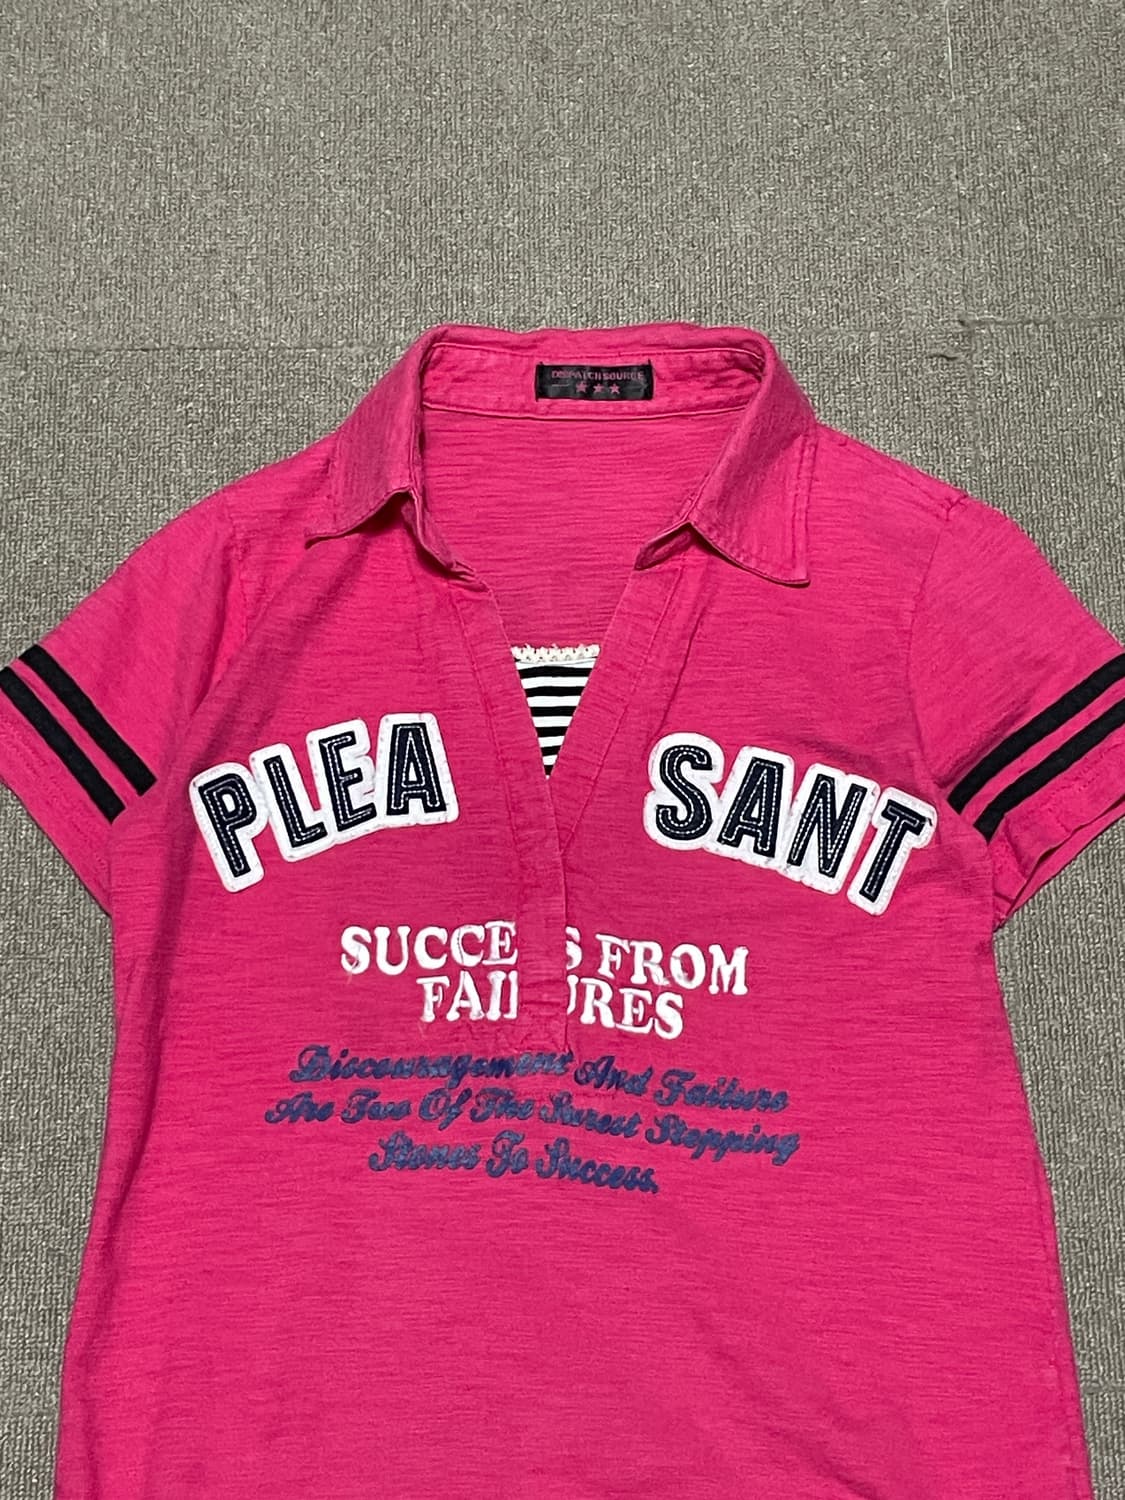 DISPATCH SOURCE
PLEA SANT
SUCCE S FROM
FAIL URES
Discouragement And Failure
Are Two Of The Surest Stepping
Stones To Success.